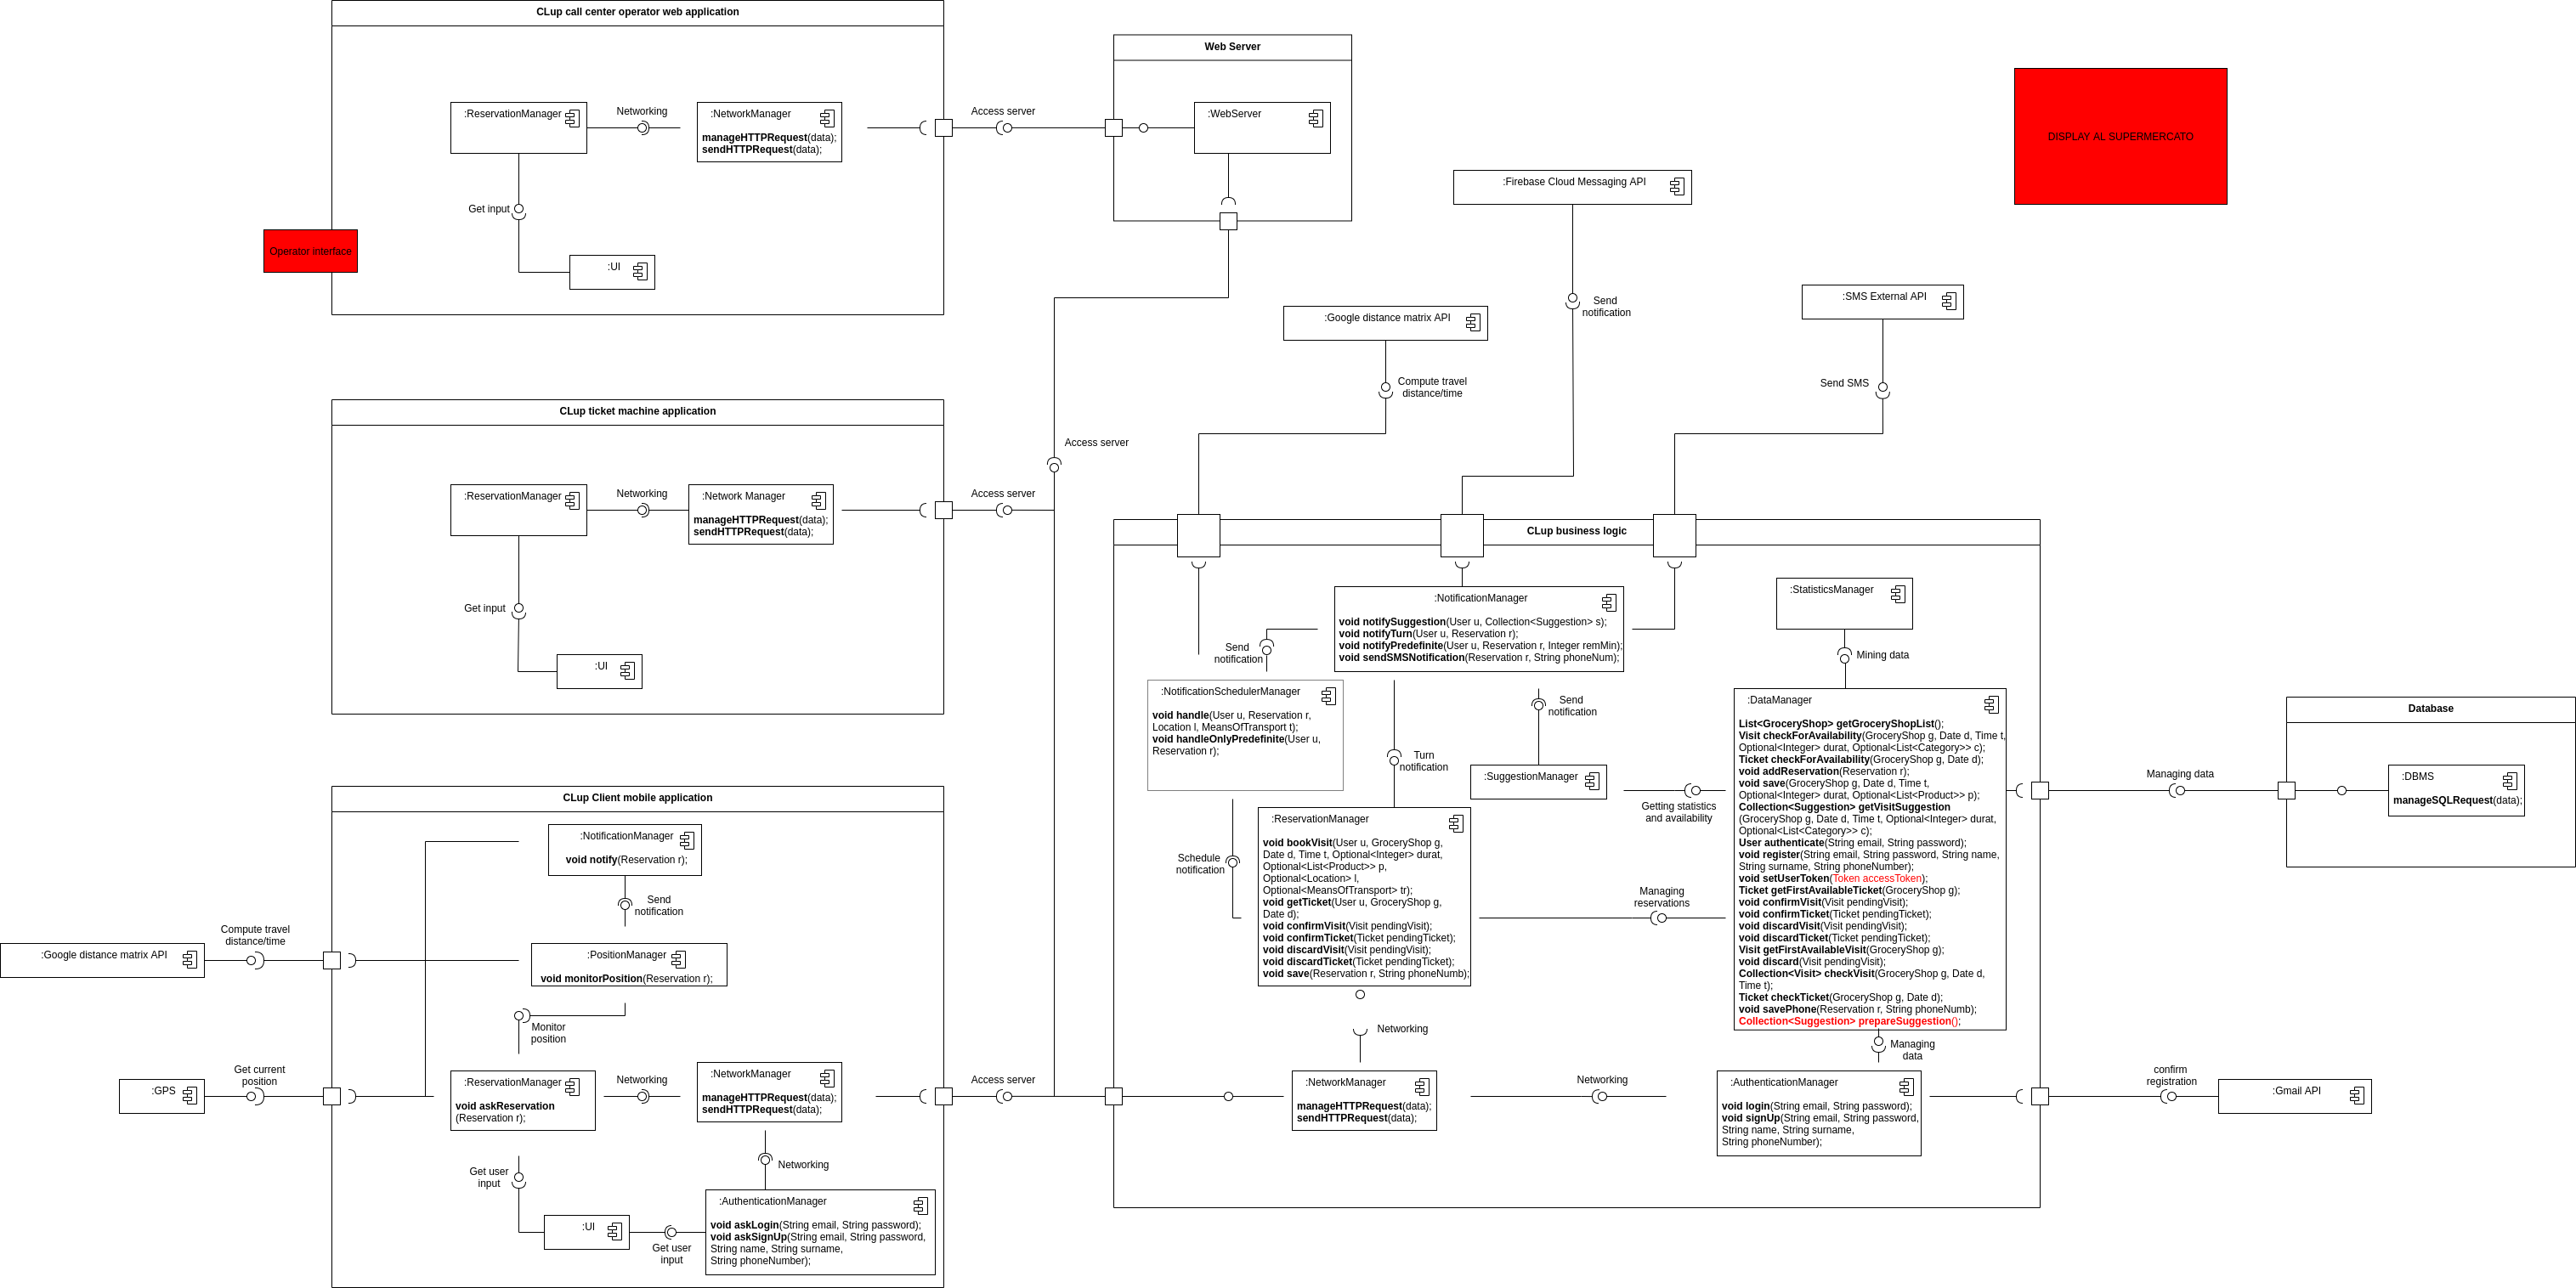 CLup call center operator web application
:ReservationManager
Networking
:NetworkManager
manageHTTPRequest(data);
sendHTTPRequest(data);
Get input
Operator interface
:UI
Access server
Web Server
:WebServer
DISPLAY AL SUPERMERCATO
:Firebase Cloud Messaging API
Send
notification
:Google distance matrix API
Compute travel
distance/time
:SMS External API
Send SMS
Access server
CLup ticket machine application
:ReservationManager
Networking
:Network Manager
manageHTTPRequest(data);
sendHTTPRequest(data);
Get input
:UI
Access server
CLup business logic
:NotificationManager
void notifySuggestion(User u, Collection<Suggestion> s);
void notifyTurn(User u, Reservation r);
void notifyPredefinite(User u, Reservation r, Integer remMin);
void sendSMSNotification(Reservation r, String phoneNum);
Send
notification
:StatisticsManager
Mining data
:NotificationSchedulerManager
void handle(User u, Reservation r,
Location l, MeansOfTransport t);
void handleOnlyPredefinite(User u,
Reservation r);
Send
notification
Turn
notification
:SuggestionManager
Getting statistics
and availability
:DataManager
List<GroceryShop> getGroceryShopList();
Visit checkForAvailability(GroceryShop g, Date d, Time t,
Optional<Integer> durat, Optional<List<Category>> c);
Ticket checkForAvailability(GroceryShop g, Date d);
void addReservation(Reservation r);
void save(GroceryShop g, Date d, Time t,
Optional<Integer> durat, Optional<List<Product>> p);
Collection<Suggestion> getVisitSuggestion
(GroceryShop g, Date d, Time t, Optional<Integer> durat,
Optional<List<Category>> c);
User authenticate(String email, String password);
void register(String email, String password, String name,
String surname, String phoneNumber);
void setUserToken(Token accessToken);
Ticket getFirstAvailableTicket(GroceryShop g);
void confirmVisit(Visit pendingVisit);
void confirmTicket(Ticket pendingTicket);
void discardVisit(Visit pendingVisit);
void discardTicket(Ticket pendingTicket);
Visit getFirstAvailableVisit(GroceryShop g);
void discard(Visit pendingVisit);
Collection<Visit> checkVisit(GroceryShop g, Date d,
Time t);
Ticket checkTicket(GroceryShop g, Date d);
void savePhone(Reservation r, String phoneNumb);
Collection<Suggestion> prepareSuggestion();
Managing data
Database
:DBMS
manageSQLRequest(data);
Schedule
notification
:ReservationManager
void bookVisit(User u, GroceryShop g,
Date d, Time t, Optional<Integer> durat,
Optional<List<Product>> p,
Optional<Location> l,
Optional<MeansOfTransport> tr);
void getTicket(User u, GroceryShop g,
Date d);
void confirmVisit(Visit pendingVisit);
void confirmTicket(Ticket pendingTicket);
void discardVisit(Visit pendingVisit);
void discardTicket(Ticket pendingTicket);
void save(Reservation r, String phoneNumb);
Managing
reservations
Networking
:NetworkManager
manageHTTPRequest(data);
sendHTTPRequest(data);
Networking
Managing
data
:AuthenticationManager
void login(String email, String password);
void signUp(String email, String password,
String name, String surname,
String phoneNumber);
confirm
registration
:Gmail API
CLup Client mobile application
:NotificationManager
void notify(Reservation r);
Send
notification
:Google distance matrix API
Compute travel
distance/time
:PositionManager
void monitorPosition(Reservation r);
Monitor
position
:GPS
Get current
position
:ReservationManager
void askReservation
(Reservation r);
Networking
:NetworkManager
manageHTTPRequest(data);
sendHTTPRequest(data);
Access server
Networking
Get user
input
:UI
Get user
input
:AuthenticationManager
void askLogin(String email, String password);
void askSignUp(String email, String password,
String name, String surname,
String phoneNumber);